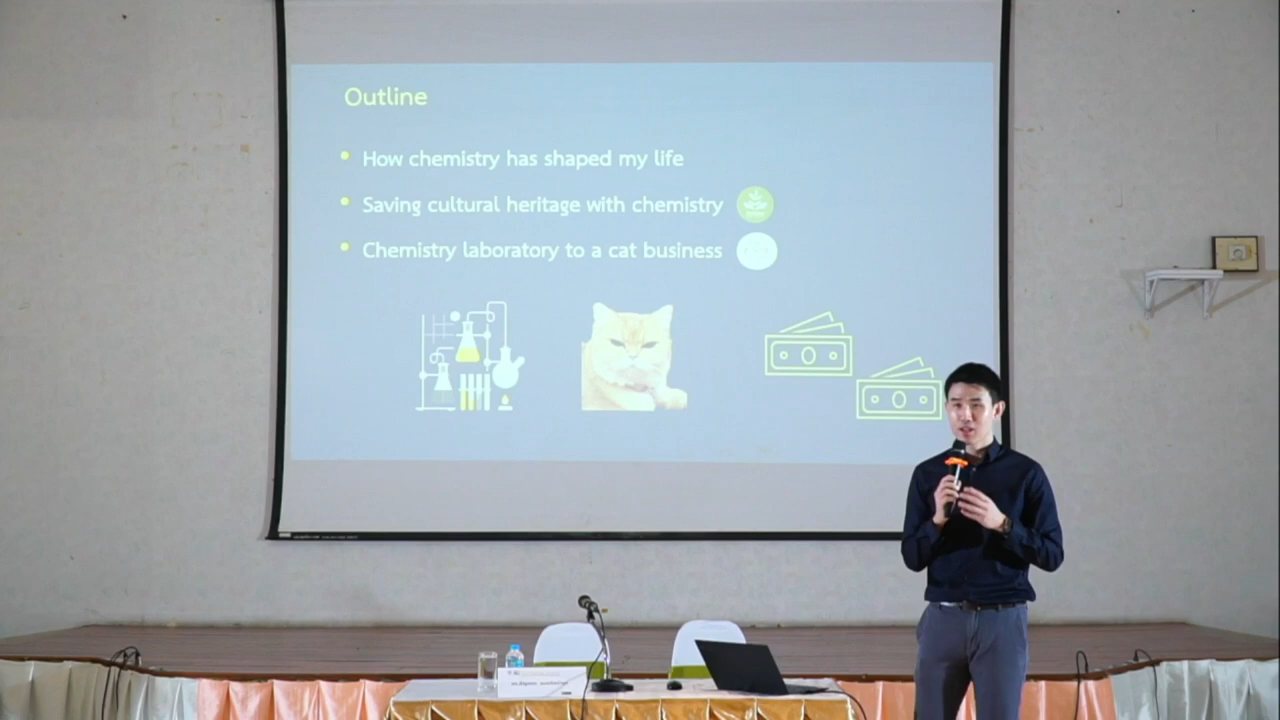 Outline
How chemistry has shaped my life
Saving cultural heritage with chemistry
Chemistry laboratory to a cat business